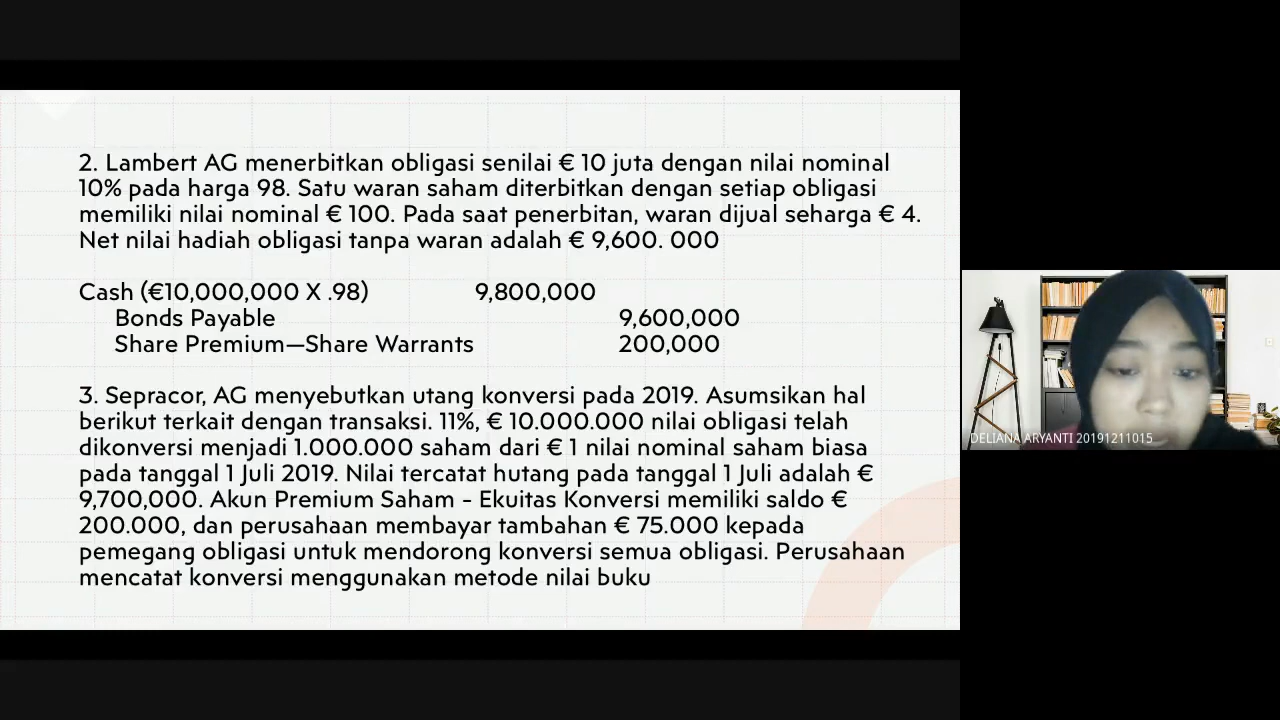 2. Lambert AG menerbitkan obligasi senilai € 10 juta dengan nilai nominal
10% pada harga 98. Satu waran saham diterbitkan dengan setiap obligasi
memiliki nilai nominal € 100. Pada saat penerbitan, waran dijual seharga € 4.
Net nilai hadiah obligasi tanpa waran adalah € 9,600. 000
Cash (€10,000,000 X .98) 9,800,000
Bonds Payable 9,600,000
Share Premium—Share Warrants 200,000
3. Sepracor, AG menyebutkan utang konversi pada 2019. Asumsikan hal
berikut terkait dengan transaksi. 11%, € 10.000.000 nilai obligasi telah
dikonversi menjadi 1.000.000 saham dari € 1 nilai nominal saham biasa
pada tanggal 1 Juli 2019. Nilai tercatat hutang pada tanggal 1 Juli adalah €
9,700,000. Akun Premium Saham - Ekuitas Konversi memiliki saldo €
200.000, dan perusahaan membayar tambahan € 75.000 kepada
pemegang obligasi untuk mendorong konversi semua obligasi. Perusahaan
mencatat konversi menggunakan metode nilai buku
DELIANA ARYANTI 20191211015